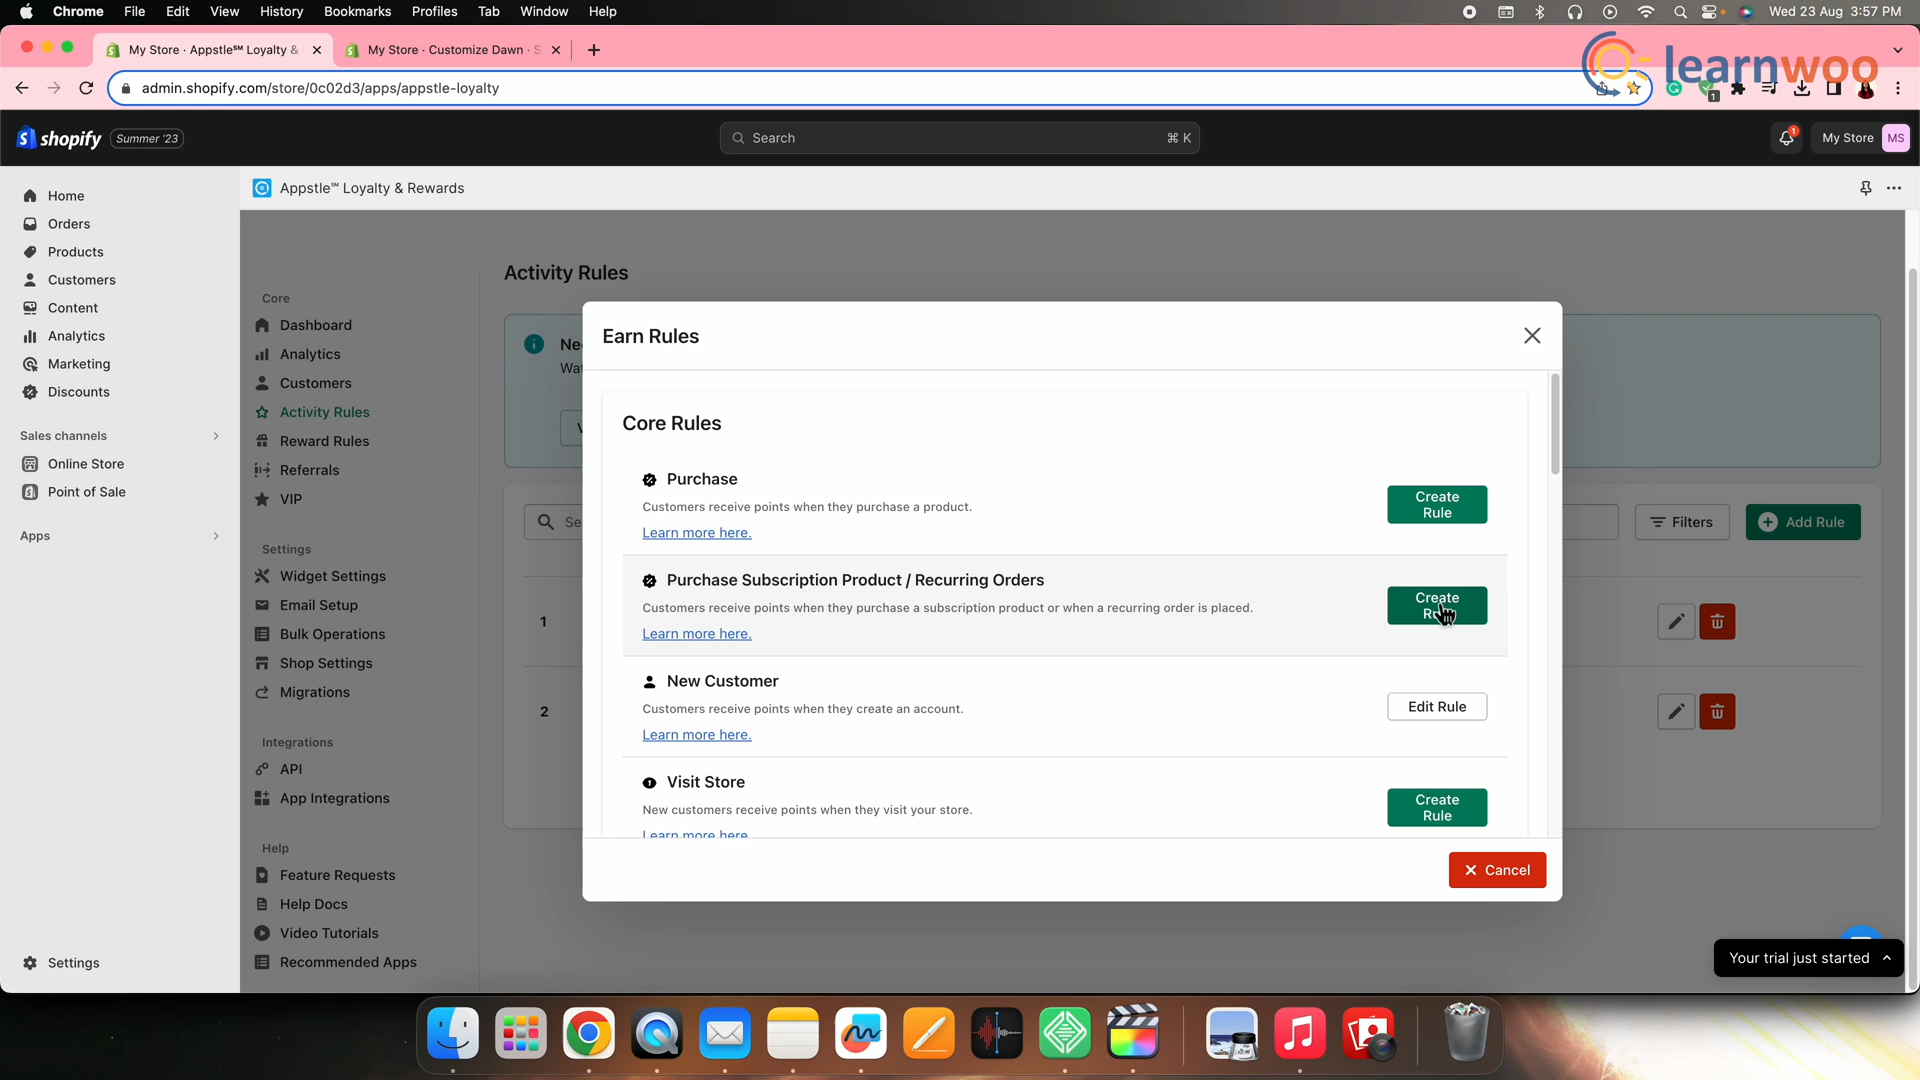 Chrome File Edit View History Bookmarks Profiles Tab Window Help Wed 23 Aug 3:57 PM
My Store · Appstle℠ Loyalty & My Store · Customize Dawn · S
learnwoo
admin.shopify.com/store/0c02d3/apps/appstle-loyalty
1
shopify Summer '23 Search ⌘ K 1 My Store MS
Appstle℠ Loyalty & Rewards
Home
Orders
Products
Customers
Content
Analytics
Marketing
Discounts
Sales channels
Online Store
Point of Sale
Apps
Settings
Core
Dashboard
Analytics
Customers
Activity Rules
Reward Rules
Referrals
VIP
Settings
Widget Settings
Email Setup
Bulk Operations
Shop Settings
Migrations
Integrations
API
App Integrations
Help
Feature Requests
Help Docs
Video Tutorials
Recommended Apps
Activity Rules
Filters
Add Rule
1
2
Earn Rules
Core Rules
Purchase
Customers receive points when they purchase a product.
Learn more here.
Create
Rule
Purchase Subscription Product / Recurring Orders
Customers receive points when they purchase a subscription product or when a recurring order is placed.
Learn more here.
Create
New Customer
Customers receive points when they create an account.
Learn more here.
Edit Rule
Visit Store
New customers receive points when they visit your store.
Learn more here.
Create
Rule
Cancel
Your trial just started